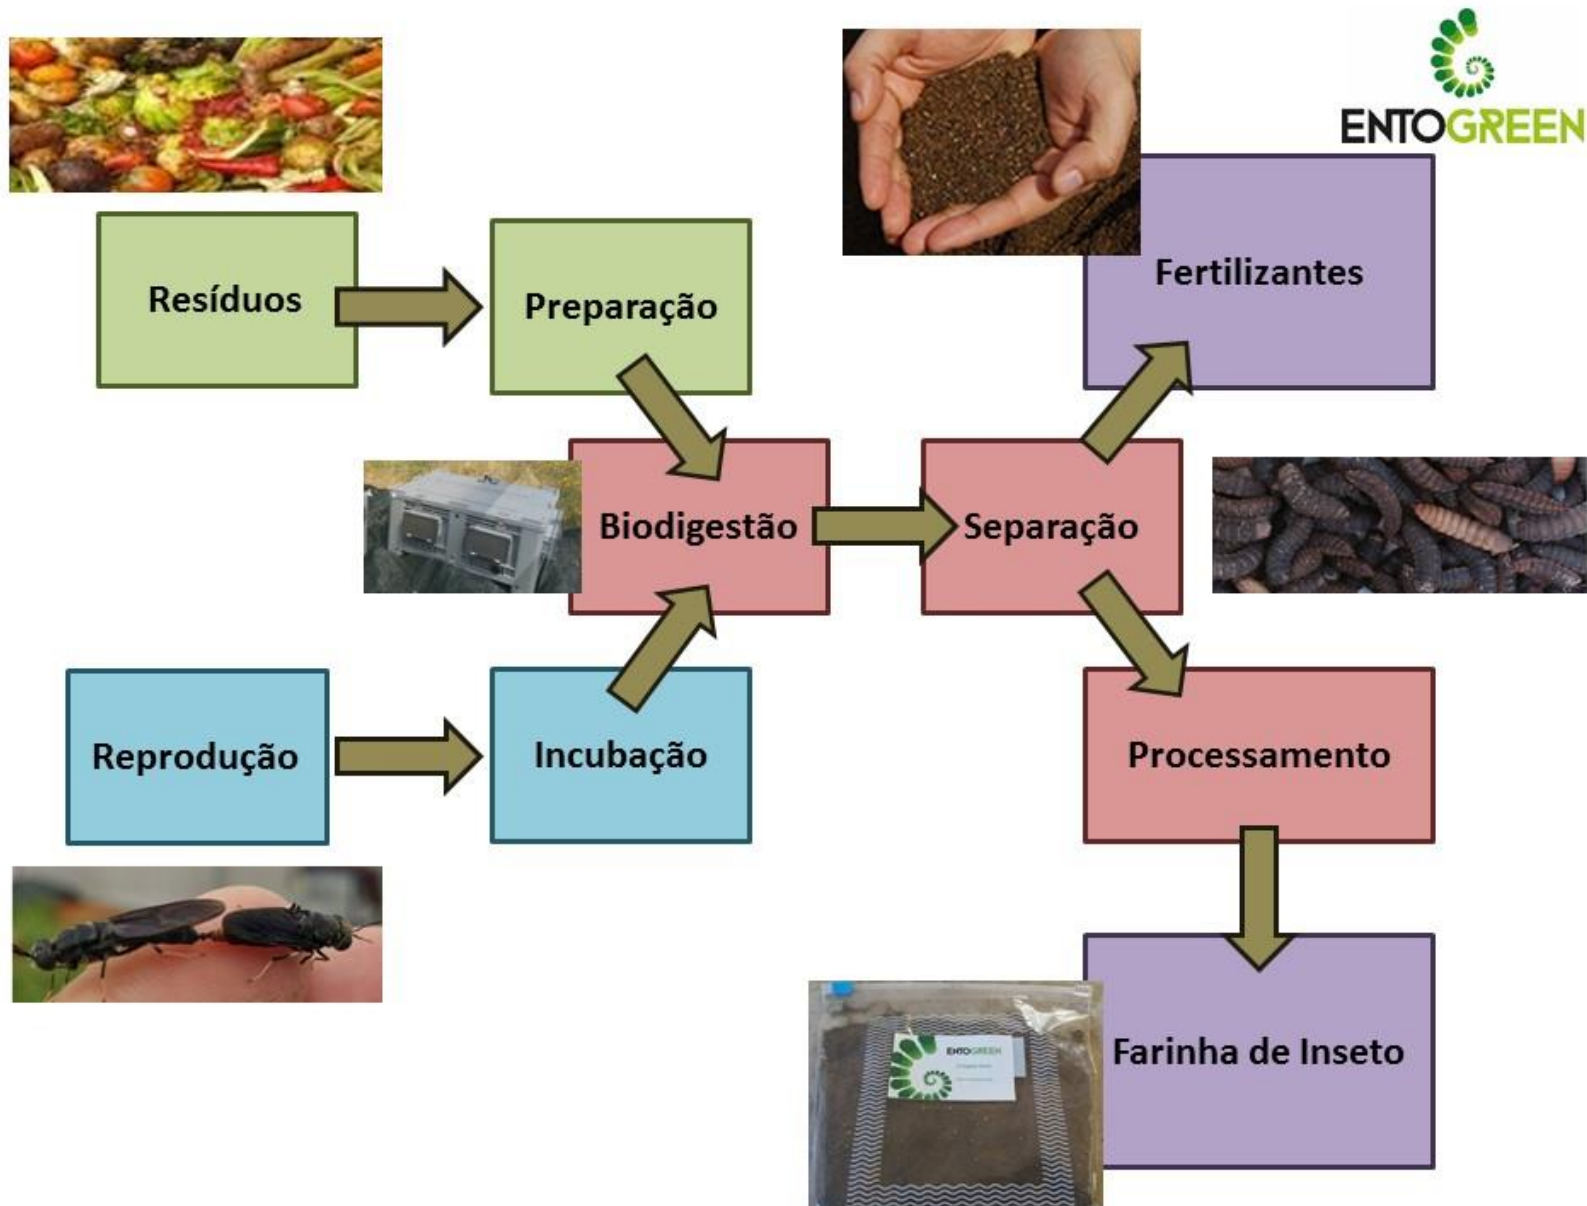 ENTOGREEN
Resíduos
Preparação
Fertilizantes
Biodigestão
Separação
Reprodução
Incubação
Processamento
Farinha de Inseto
ENTOGREEN